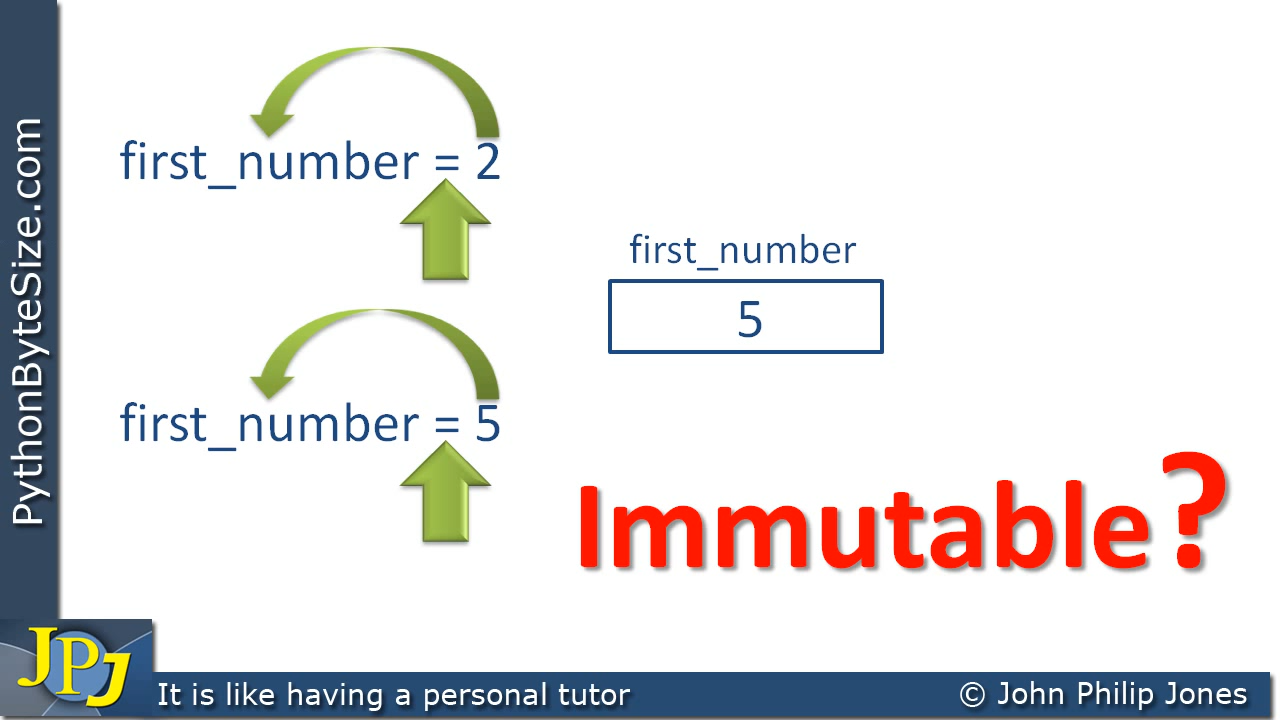 PythonByteSize.com
first_number = 2
first_number
5
first_number = 5
Immutable?
JPJ
It is like having a personal tutor
© John Philip Jones